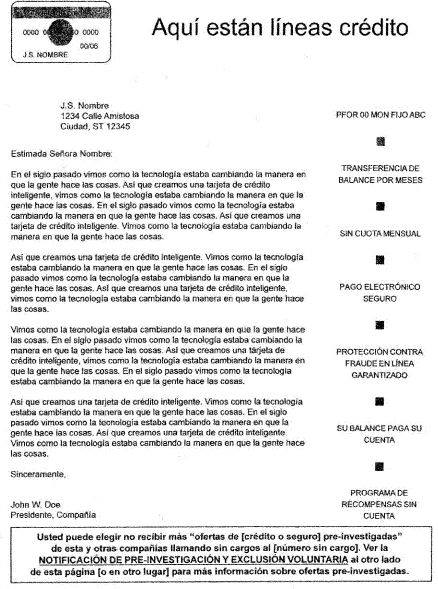 Aquí están líneas crédito
0000 00 0 0000
00/06
J.S. NOMBRE
J.S. Nombre
1234 Calle Amistosa
Ciudad, ST 12345
Estimada Señora Nombre:
En el siglo pasado vimos como la tecnología estaba cambiando la manera en
que la gente hace las cosas. Así que creamos una tarjeta de crédito
inteligente, vimos como la tecnología estaba cambiando la manera en que la
gente hace las cosas. En el siglo pasado vimos como la tecnología estaba
cambiando la manera en que la gente hace las cosas. Así que creamos una
tarjeta de crédito inteligente. Vimos como la tecnología estaba cambiando la
manera en que la gente hace las cosas.
Así que creamos una tarjeta de crédito inteligente. Vimos como la tecnología
estaba cambiando la manera en que la gente hace las cosas. En el siglo
pasado vimos como la tecnología estaba cambiando la manera en que la
gente hace las cosas. Así que creamos una tarjeta de crédito inteligente,
vimos como la tecnología estaba cambiando la manera en que la gente hace
las cosas.
Vimos como la tecnología estaba cambiando la manera en que la gente hace
las cosas. En el siglo pasado vimos como la tecnología estaba cambiando la
manera en que la gente hace las cosas. Así que creamos una tárjeta de
crédito inteligente, vimos como la tecnología estaba cambiando la manera en
que la gente hace las cosas. En el siglo pasado vimos como la tecnología
estaba cambiando la manera en que la gente hace las cosas.
Así que creamos una tarjeta de crédito inteligente. Vimos como la tecnología
estaba cambiando la manera en que la gente hace las cosas. En el siglo
pasado vimos como la tecnología estaba cambiando la manera en que la
gente hace las cosas. Así que creamos una tarjeta de crédito inteligente.
Vimos como la tecnología estaba cambiando la manera en que la gente hace
las cosas.
Sinceramente,
John W. Doe
Presidente, Compañía
PFOR 00 MON FIJO ABC
TRANSFERENCIA DE
BALANCE POR MESES
SIN CUOTA MENSUAL
PAGO ELECTRÓNICO
SEGURO
PROTECCIÓN CONTRA
FRAUDE EN LÍNEA
GARANTIZADO
SU BALANCE PAGA SU
CUENTA
PROGRAMA DE
RECOMPENSAS SIN
CUENTA
Usted puede elegir no recibir más “ofertas de [crédito o seguro] pre-investigadas”
de esta y otras compañías llamando sin cargos al [número sin cargo]. Ver la
NOTIFICACIÓN DE PRE-INVESTIGACIÓN Y EXCLUSIÓN VOLUNTARIA al otro lado
de esta página [o en otro lugar] para más información sobre ofertas pre-investigadas.